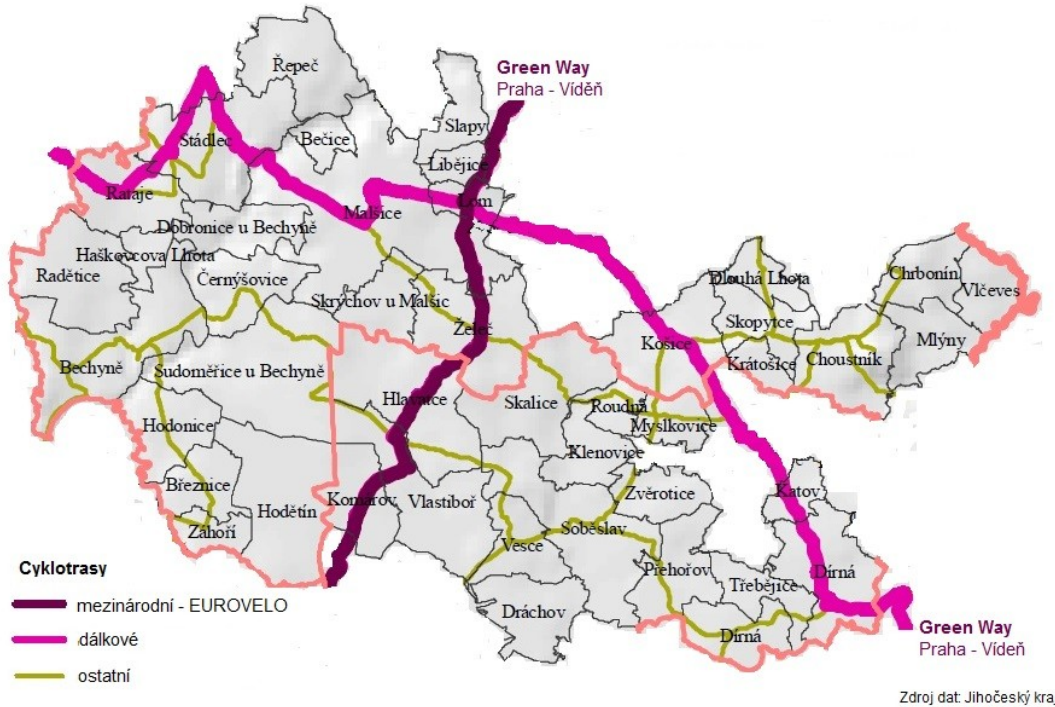 Green Way
Praha - Víděň
Řepeč
Slapy
Stádlec
Bečice
Libějice
Rataje
Malšice
Lom
Dobronice u Bechyně
Haškovcova Lhota
Radětice
Černýšovice
Skrýchov u Malšic
Želeč
Dlouhá Lhota
Chrbonín
Vlčeves
Skopytce
Mlýny
Košice
Krátošice
Choustník
Bechyně
Sudoměřice u Bechyně
Hlavatce
Skalice
Roudná
Myslkovice
Hodonice
Klenovice
Březnice
Komárov
Vlastiboř
Zvěrotice
Katov
Hodětín
Soběslav
Záhoří
Vesce
Přehořov
Třebějice
Dírná
Dráchov
Dírná
Cyklotrasy
mezinárodní - EUROVELO
dálkové
ostatní
Green Way
Praha - Vídeň
Zdroj dat: Jihočeský kraj